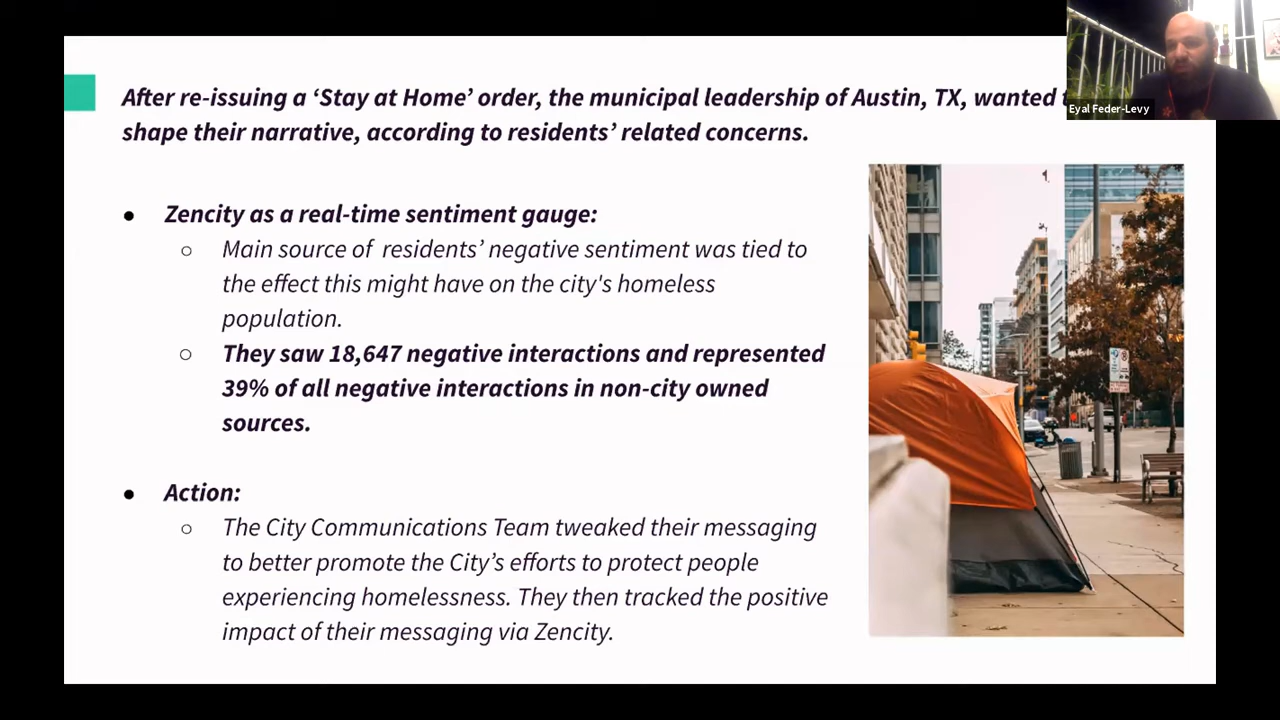 After re-issuing a ‘Stay at Home’ order, the municipal leadership of Austin, TX, wanted
shape their narrative, according to residents’ related concerns.
Eyal Feder-Levy
● Zencity as a real-time sentiment gauge:
○ Main source of residents’ negative sentiment was tied to
the effect this might have on the city's homeless
population.
○ They saw 18,647 negative interactions and represented
39% of all negative interactions in non-city owned
sources.
● Action:
○ The City Communications Team tweaked their messaging
to better promote the City’s efforts to protect people
experiencing homelessness. They then tracked the positive
impact of their messaging via Zencity.